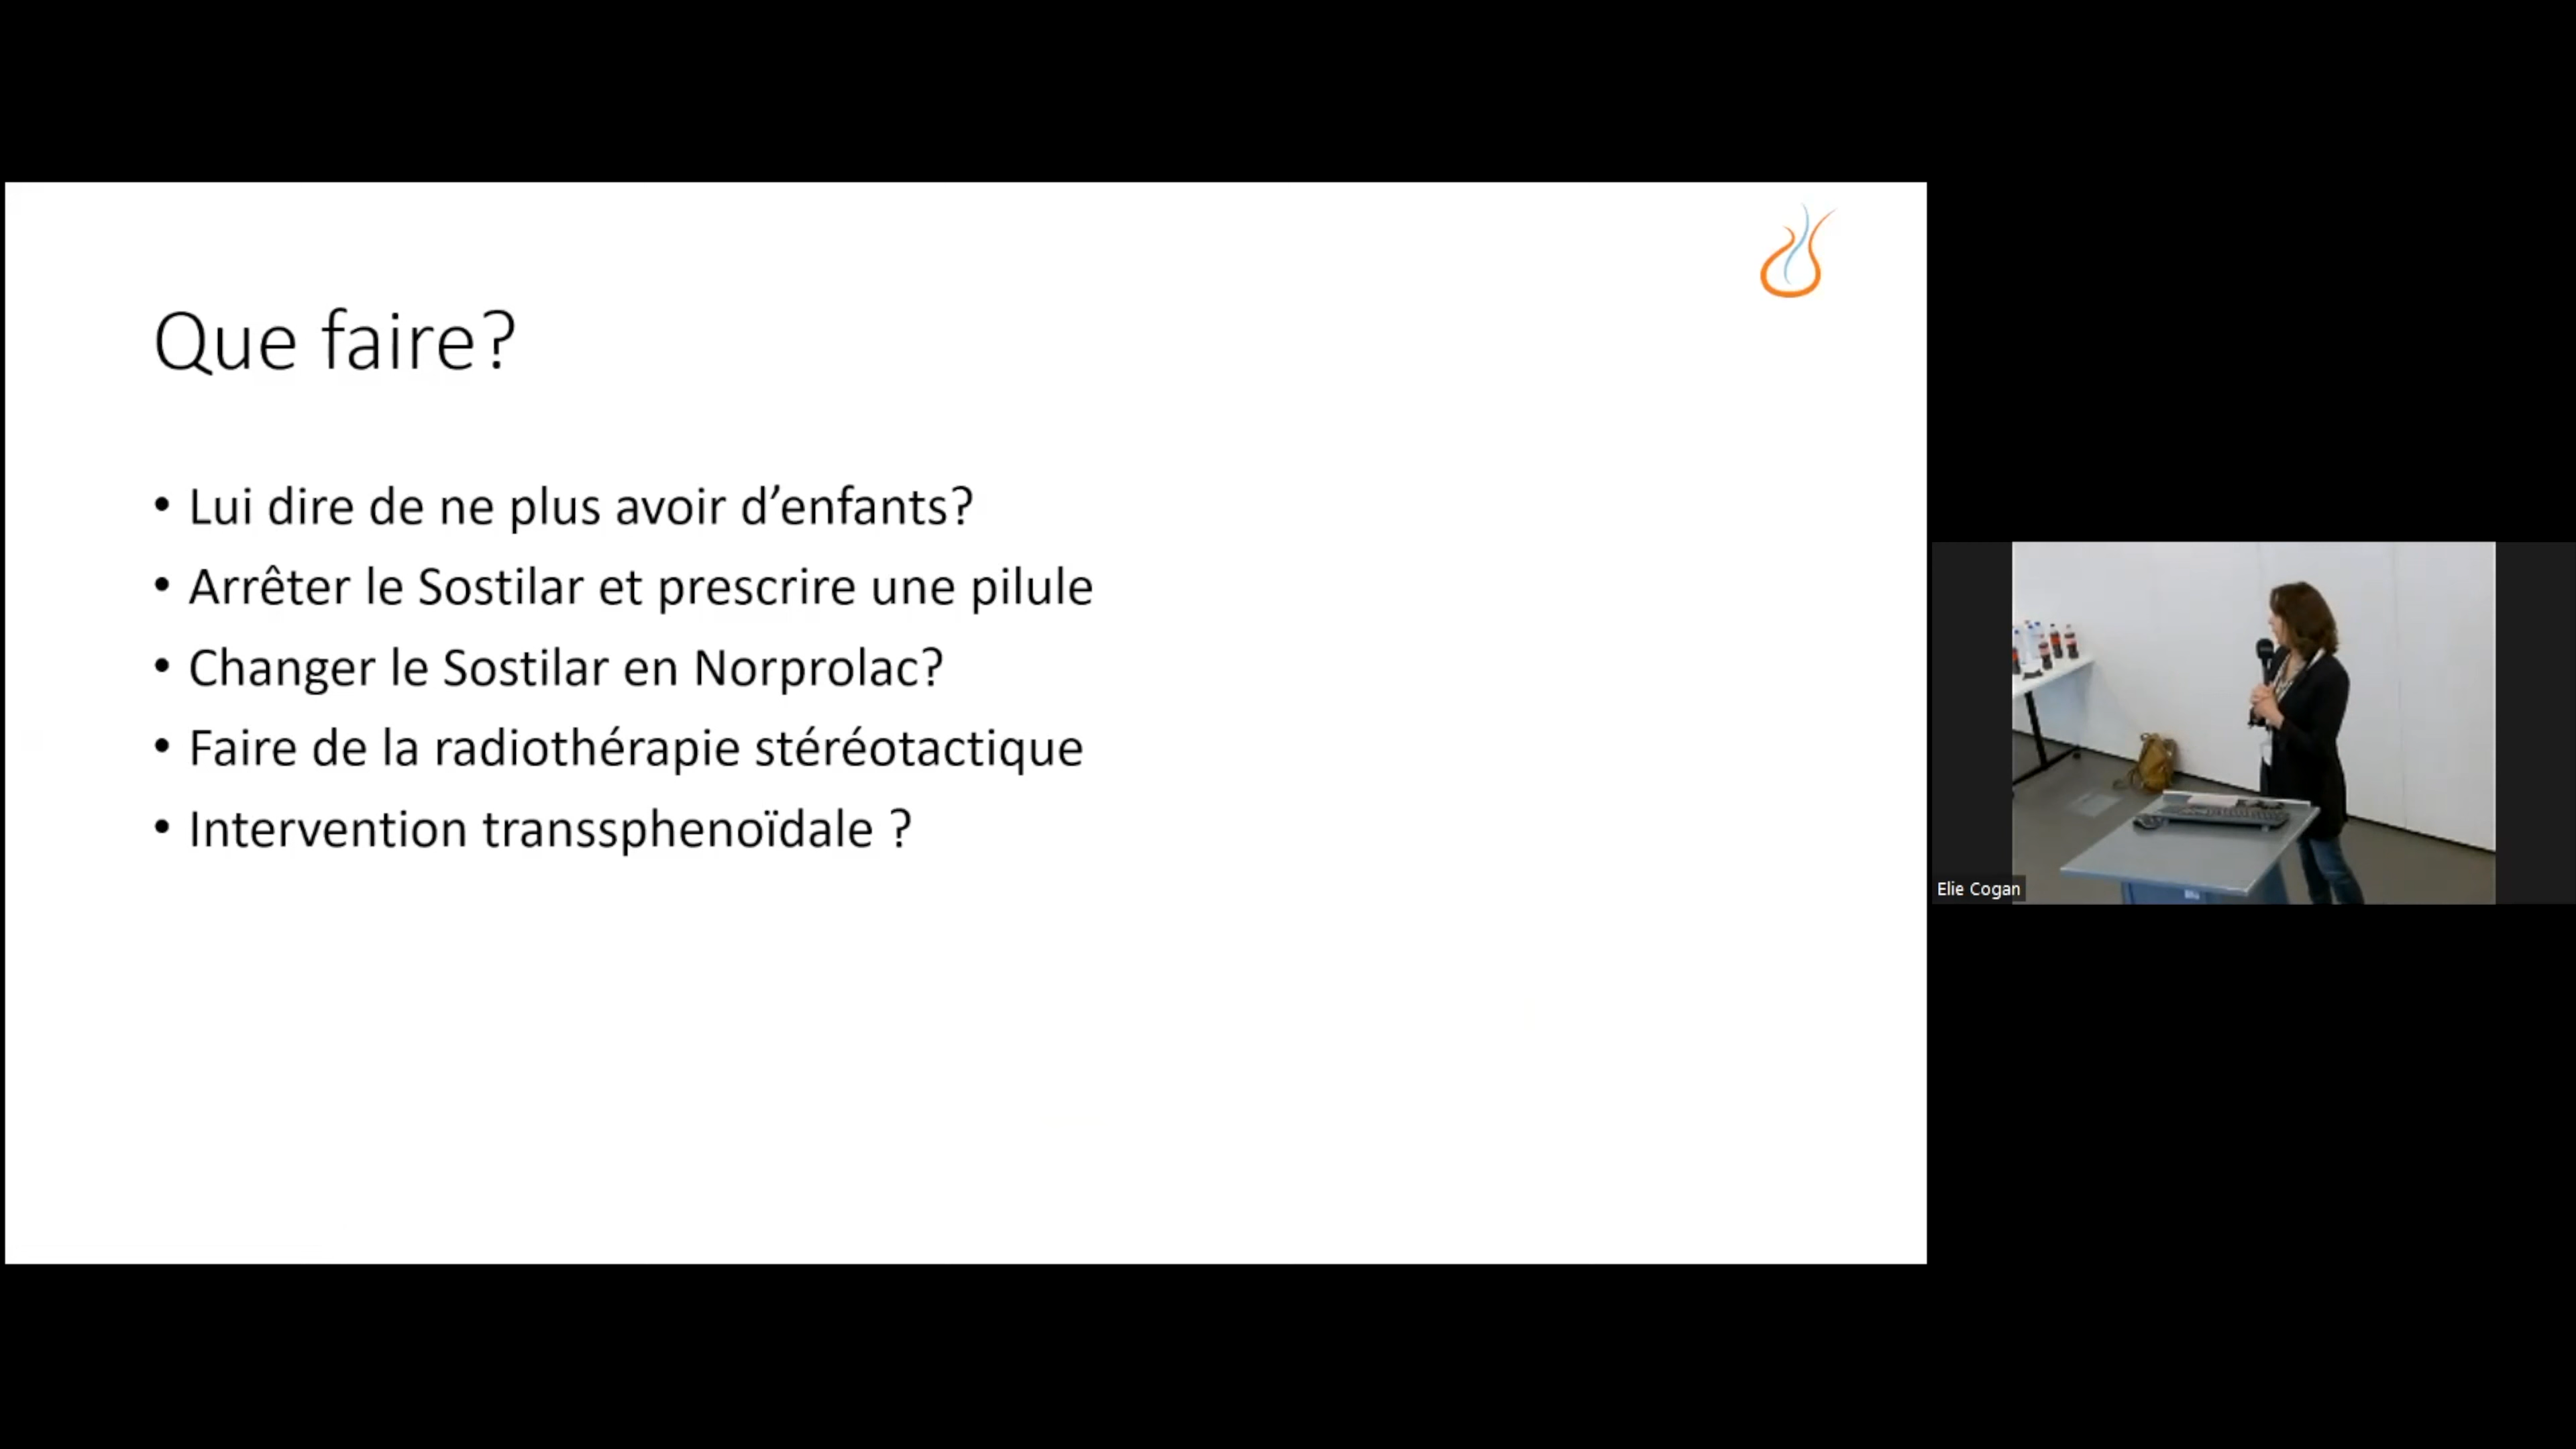 Que faire?
• Lui dire de ne plus avoir d’enfants?
• Arrêter le Sostilar et prescrire une pilule
• Changer le Sostilar en Norprolac?
• Faire de la radiothérapie stéréotactique
• Intervention transsphenoïdale ?
Elie Cogan